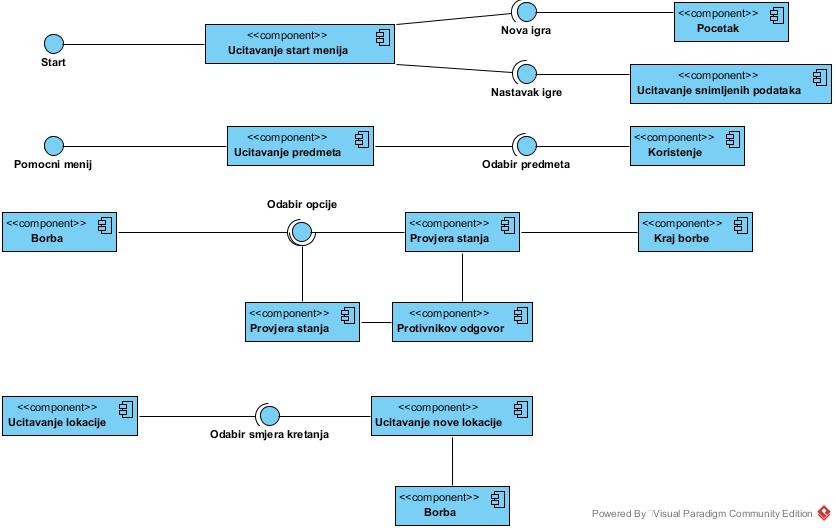 <<component>>
Ucitavanje start menija
Start
Nova igra
<<component>>
Pocetak
Nastavak igre
<<component>>
Ucitavanje snimljenih podataka
Pomocni menij
<<component>>
Ucitavanje predmeta
Odabir predmeta
<<component>>
Koristenje
Odabir opcije
<<component>>
Borba
<<component>>
Provjera stanja
<<component>>
Kraj borbe
<<component>>
Provjera stanja
<<component>>
Protivnikov odgovor
<<component>>
Ucitavanje lokacije
Odabir smjera kretanja
<<component>>
Ucitavanje nove lokacije
<<component>>
Borba
Powered By Visual Paradigm Community Edition